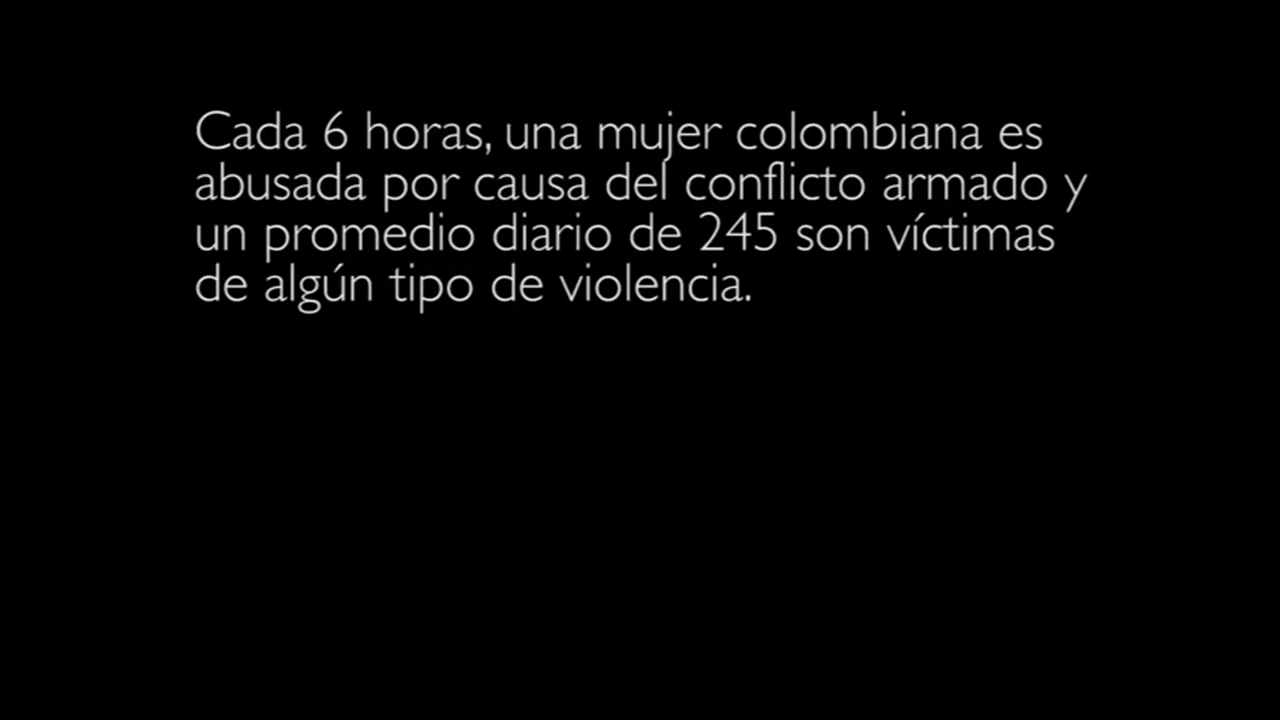 Cada 6 horas, una mujer colombiana es
abusada por causa del conflicto armado y
un promedio diario de 245 son víctimas
de algún tipo de violencia.